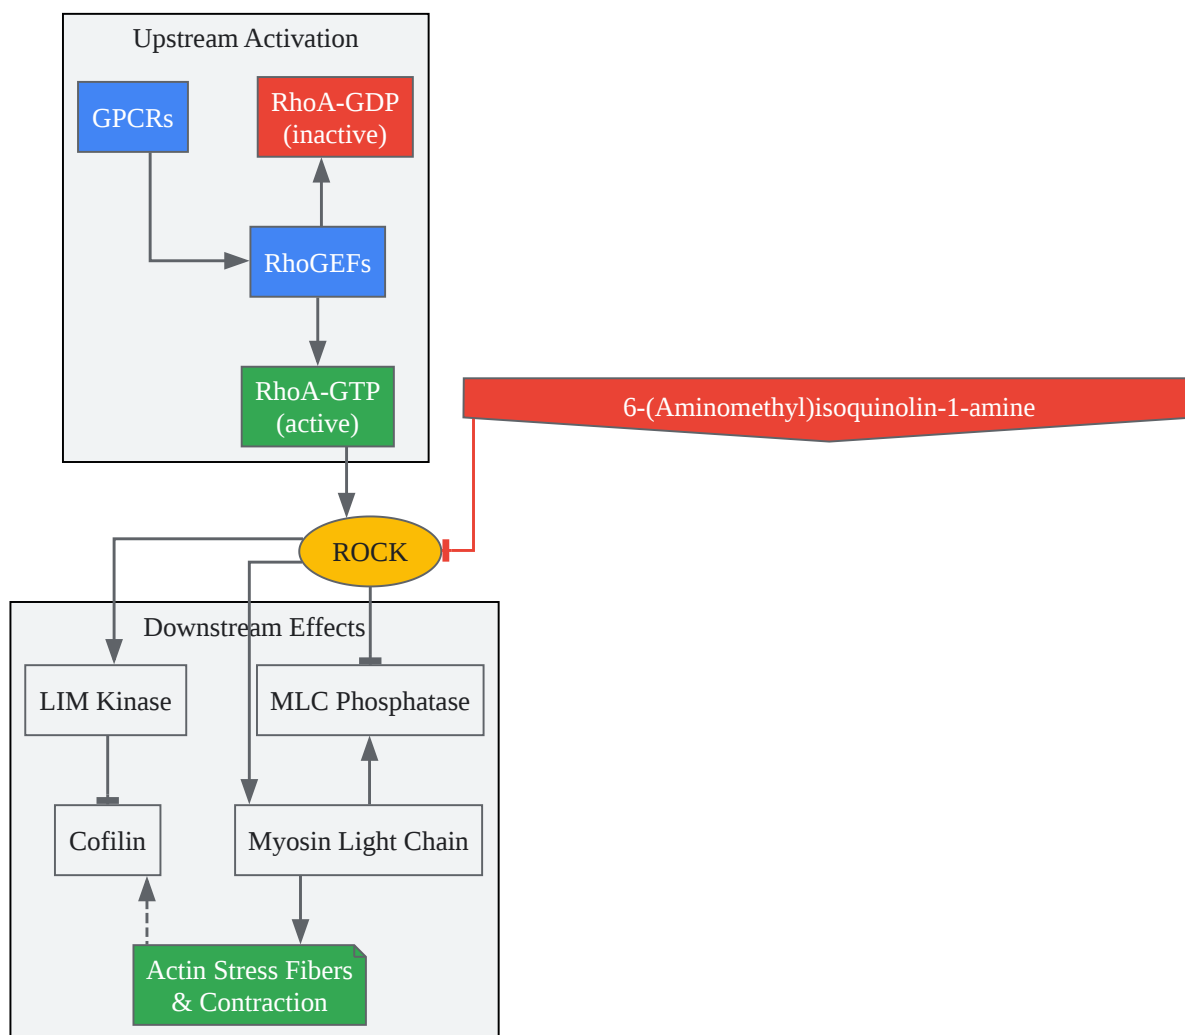 Upstream Activation
GPCRs
RhoA-GDP
(inactive)
RhoGEFs
RhoA-GTP
(active)
6-(Aminomethyl)isoquinolin-1-amine
ROCK
Downstream Effects
LIM Kinase
MLC Phosphatase
Cofilin
Myosin Light Chain
Actin Stress Fibers
& Contraction